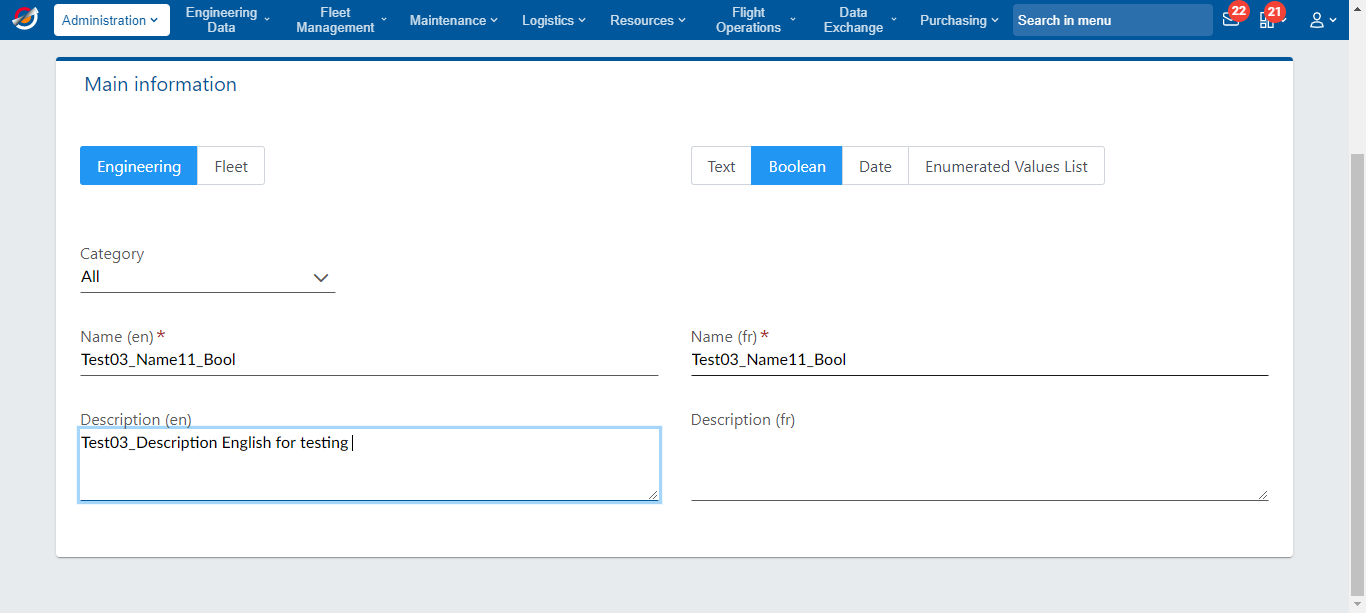 Administration
Engineering Data
Fleet Management
Maintenance
Logistics
Resources
Flight Operations
Data Exchange
Purchasing
Search in menu
22
21
Main information
Engineering Fleet
Text Boolean Date Enumerated Values List
Category
All
Name (en) *
Test03_Name11_Bool
Name (fr) *
Test03_Name11_Bool
Description (en)
Test03_Description English for testing
Description (fr)